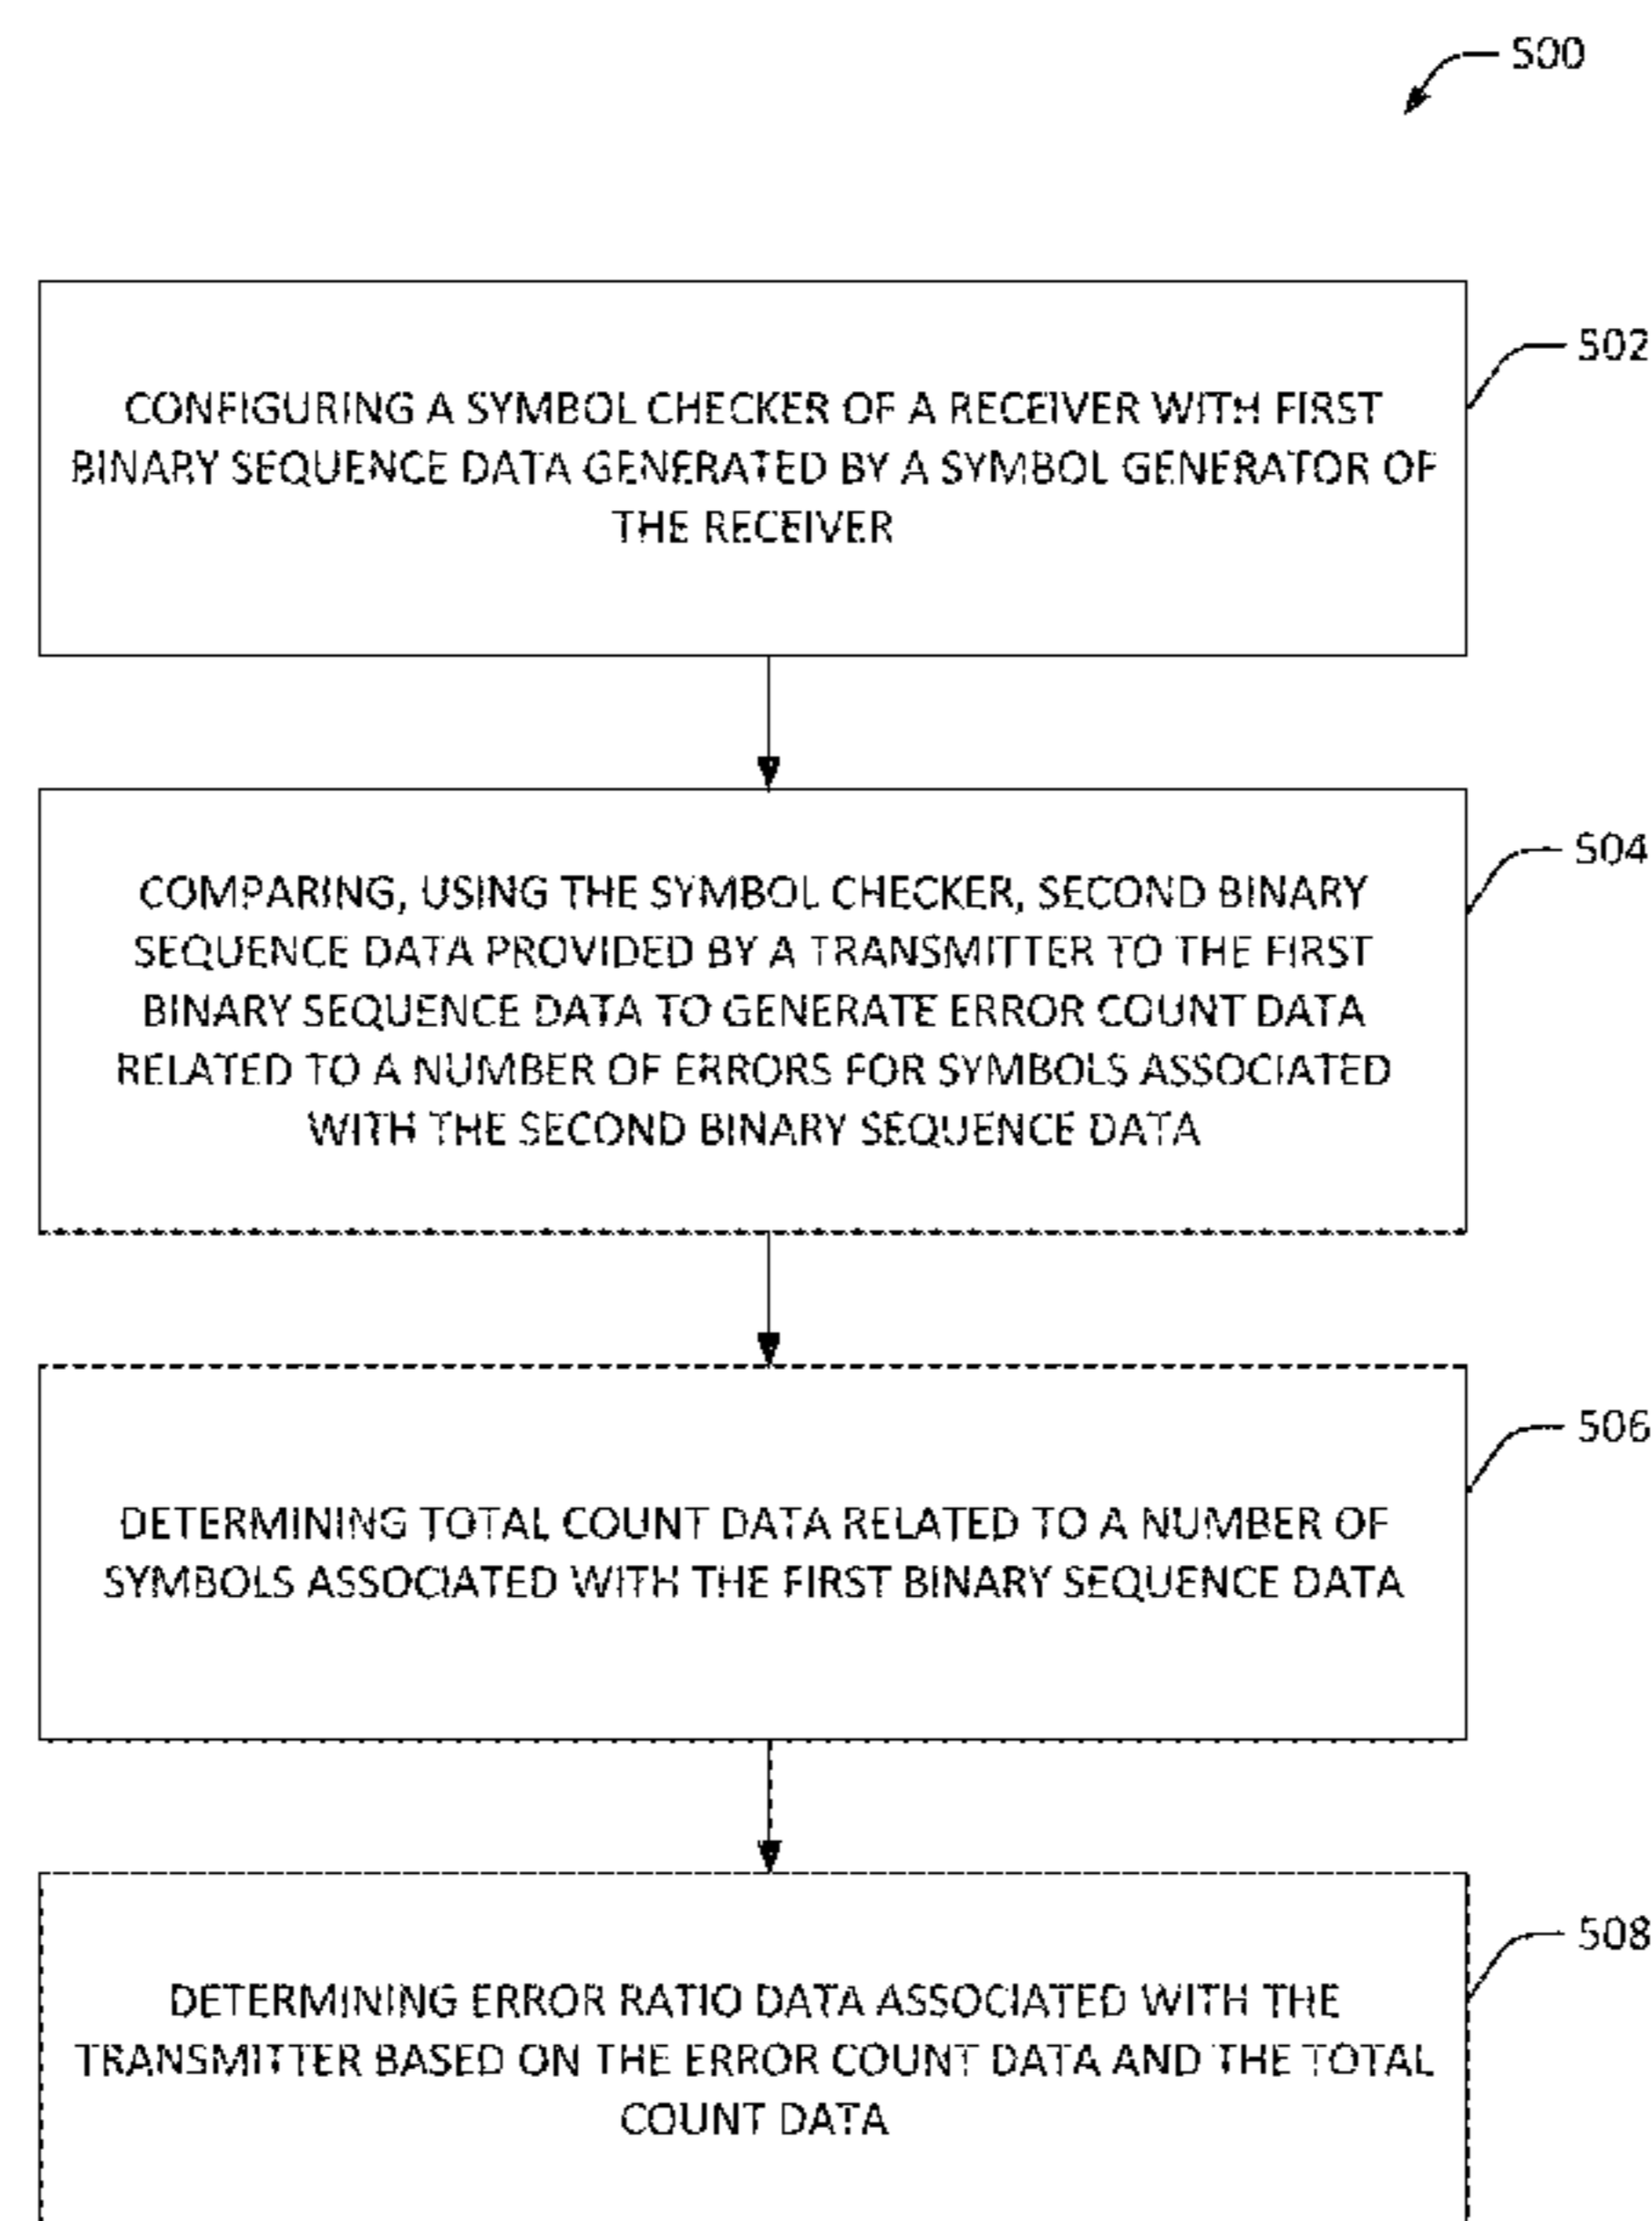 500
502
CONFIGURING A SYMBOL CHECKER OF A RECEIVER WITH FIRST
BINARY SEQUENCE DATA GENERATED BY A SYMBOL GENERATOR OF
THE RECEIVER
504
COMPARING, USING THE SYMBOL CHECKER, SECOND BINARY
SEQUENCE DATA PROVIDED BY A TRANSMITTER TO THE FIRST
BINARY SEQUENCE DATA TO GENERATE ERROR COUNT DATA
RELATED TO A NUMBER OF ERRORS FOR SYMBOLS ASSOCIATED
WITH THE SECOND BINARY SEQUENCE DATA
506
DETERMINING TOTAL COUNT DATA RELATED TO A NUMBER OF
SYMBOLS ASSOCIATED WITH THE FIRST BINARY SEQUENCE DATA
508
DETERMINING ERROR RATIO DATA ASSOCIATED WITH THE
TRANSMITTER BASED ON THE ERROR COUNT DATA AND THE TOTAL
COUNT DATA